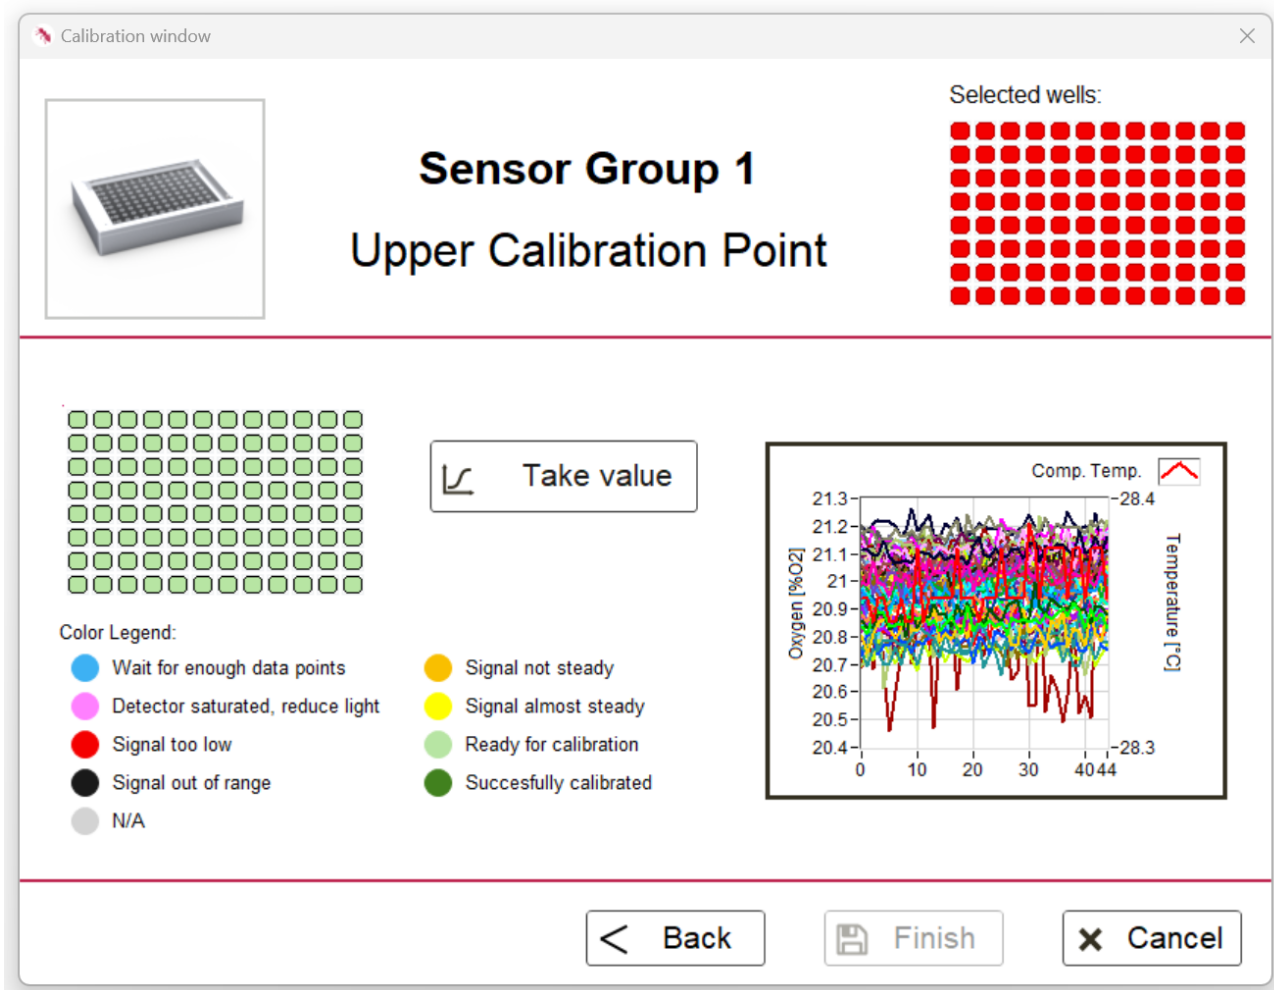 Calibration window
Selected wells:
Sensor Group 1
Upper Calibration Point
Take value
Comp. Temp.
21.3
28.4
21.2
21.1
21
20.9
20.8
20.7
20.6
20.5
20.4
28.3
Oxygen [%O2]
Temperature [°C]
0 10 20 30 40 44
Color Legend:
Wait for enough data points
Signal not steady
Detector saturated, reduce light
Signal almost steady
Signal too low
Ready for calibration
Signal out of range
Succesfully calibrated
N/A
Back
Finish
Cancel